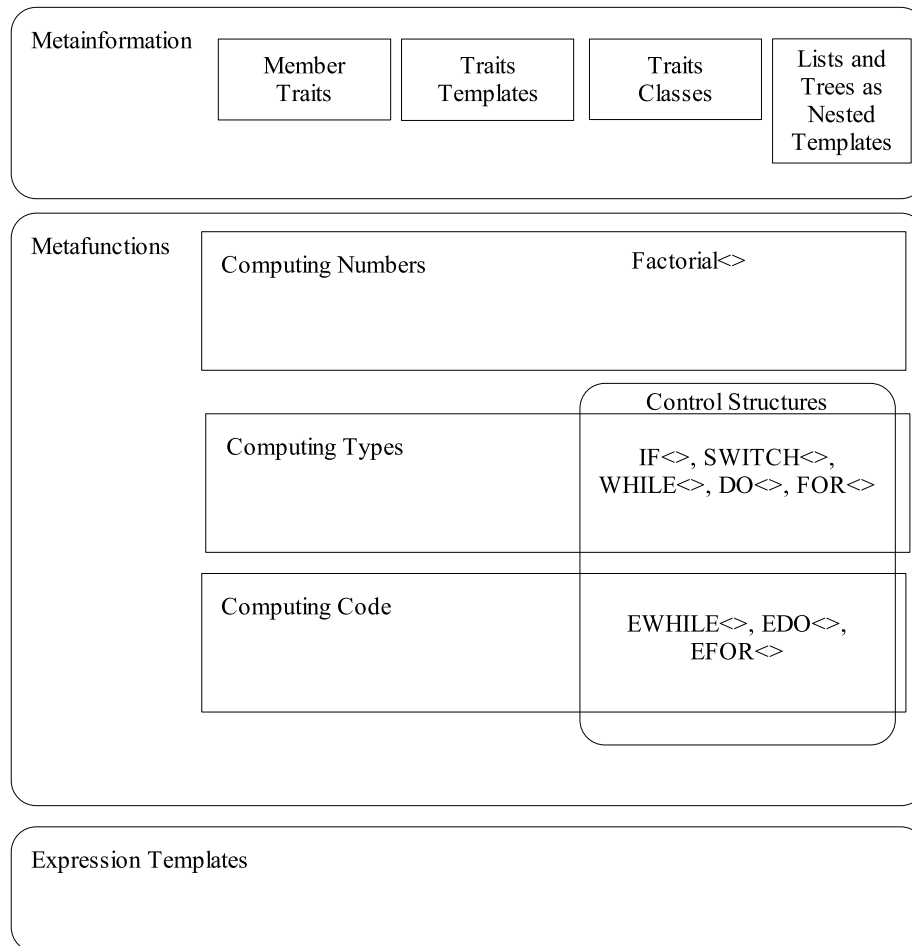 Metainformation
Member
Traits
Traits
Templates
Traits
Classes
Lists and
Trees as
Nested
Templates
Metafunctions
Computing Numbers
Factorial<>
Control Structures
Computing Types
IF<>, SWITCH<>,
WHILE<>, DO<>, FOR<>
Computing Code
EWHILE<>, EDO<>,
EFOR<>
Expression Templates